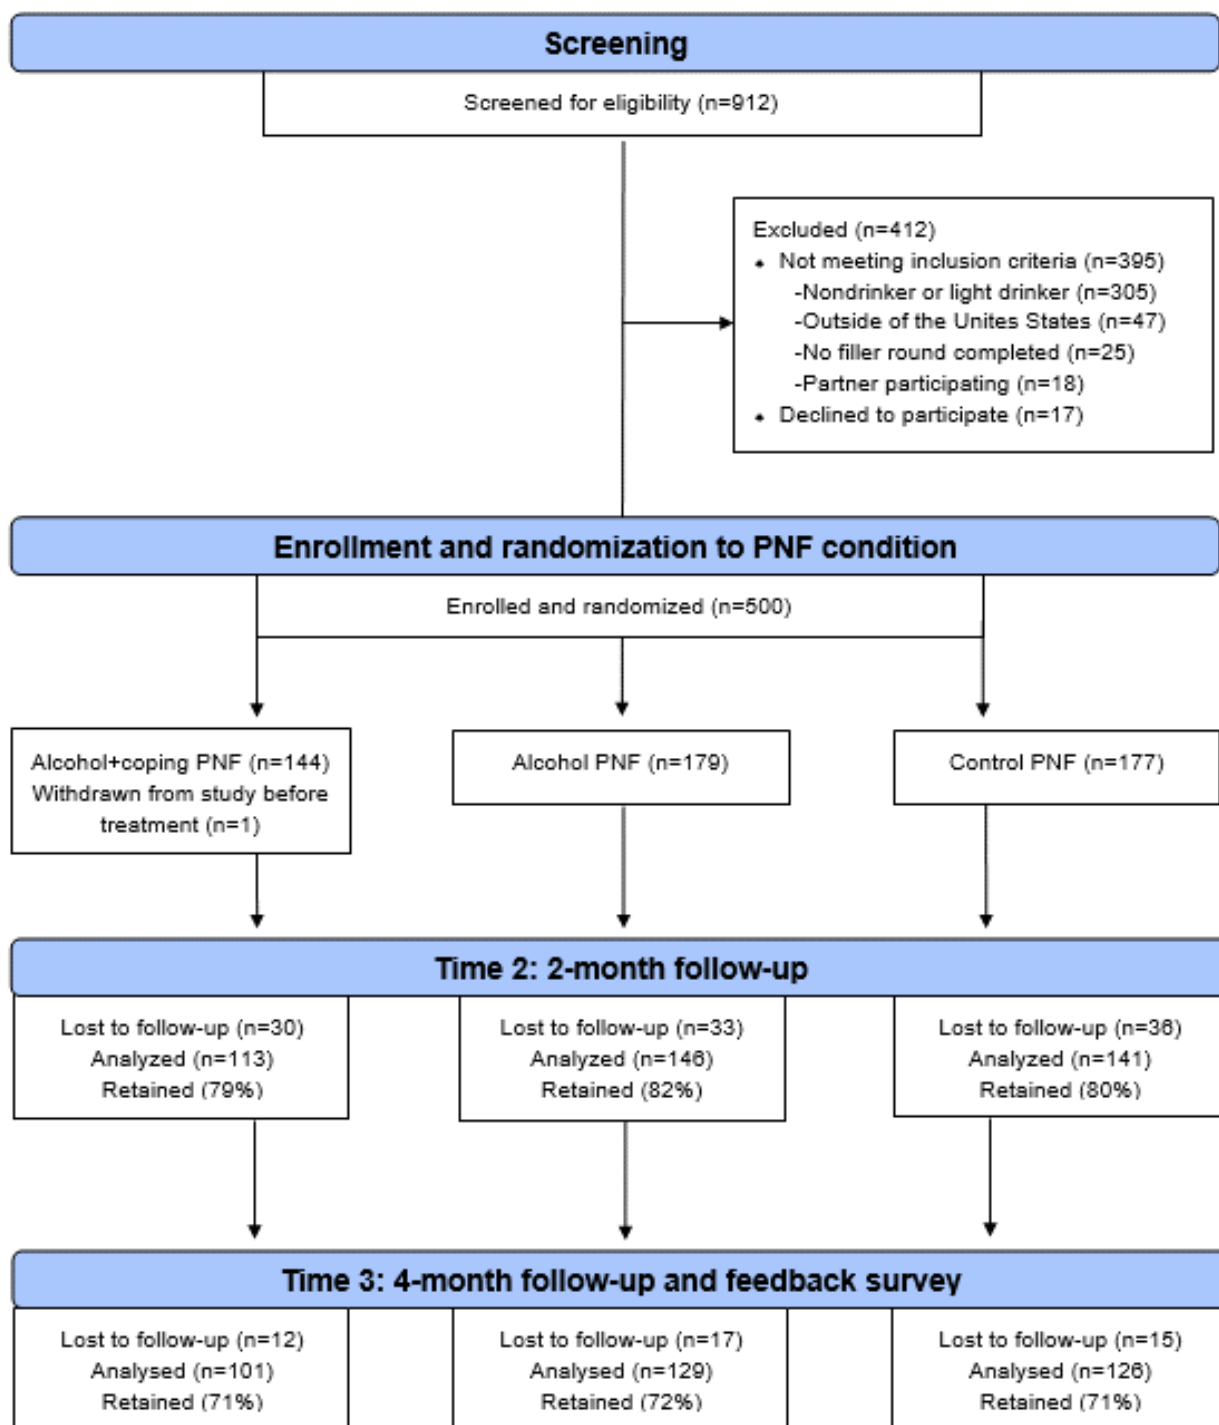 Screening
Screened for eligibility (n=912)
Excluded (n=412)
• Not meeting inclusion criteria (n=395)
-Nondrinker or light drinker (n=305)
-Outside of the Unites States (n=47)
-No filler round completed (n=25)
-Partner participating (n=18)
• Declined to participate (n=17)
Enrollment and randomization to PNF condition
Enrolled and randomized (n=500)
Alcohol+coping PNF (n=144)
Withdrawn from study before
treatment (n=1)
Alcohol PNF (n=179)
Control PNF (n=177)
Time 2: 2-month follow-up
Lost to follow-up (n=30)
Analyzed (n=113)
Retained (79%)
Lost to follow-up (n=33)
Analyzed (n=146)
Retained (82%)
Lost to follow-up (n=36)
Analyzed (n=141)
Retained (80%)
Time 3: 4-month follow-up and feedback survey
Lost to follow-up (n=12)
Analysed (n=101)
Retained (71%)
Lost to follow-up (n=17)
Analysed (n=129)
Retained (72%)
Lost to follow-up (n=15)
Analysed (n=126)
Retained (71%)